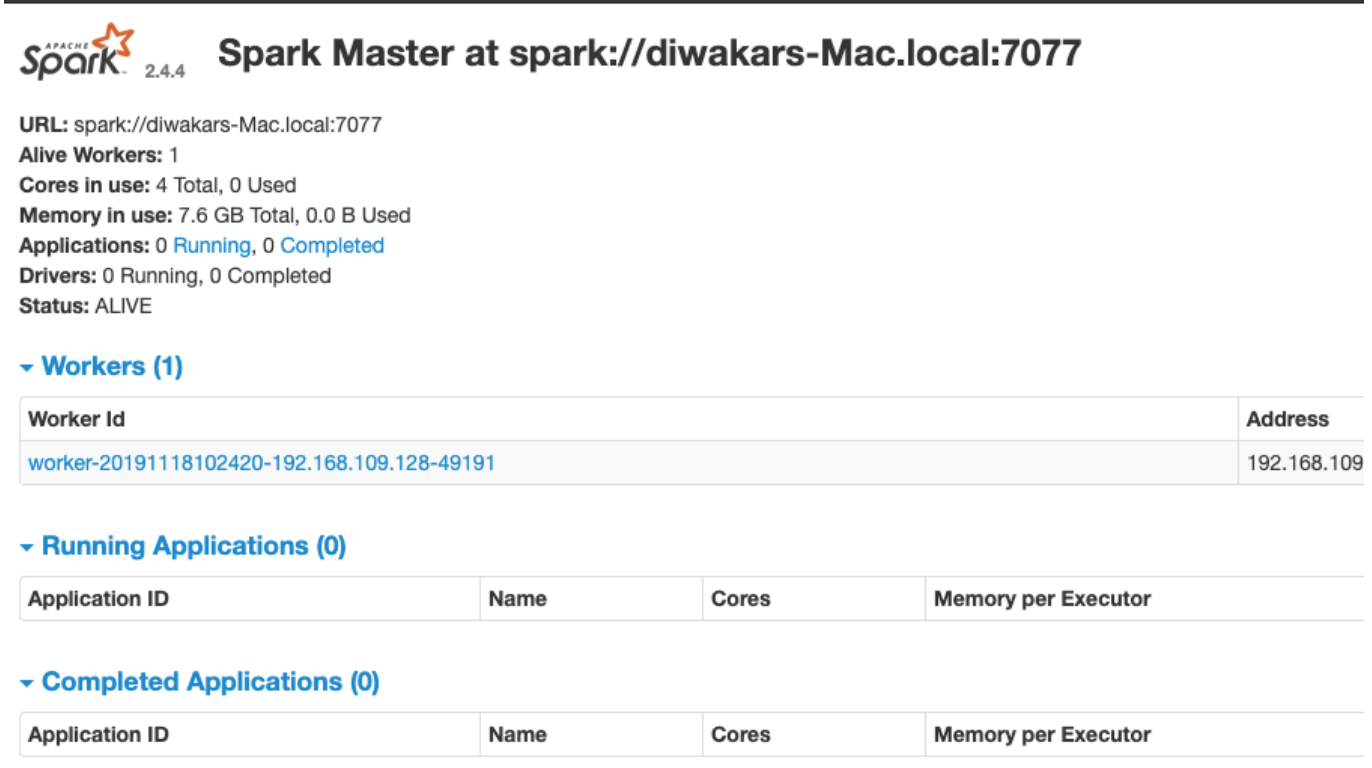 APACHE Spark 2.4.4 Spark Master at spark://diwakars-Mac.local:7077
URL: spark://diwakars-Mac.local:7077
Alive Workers: 1
Cores in use: 4 Total, 0 Used
Memory in use: 7.6 GB Total, 0.0 B Used
Applications: 0 Running, 0 Completed
Drivers: 0 Running, 0 Completed
Status: ALIVE
Workers (1)
Worker Id Address
worker-20191118102420-192.168.109.128-49191 192.168.109
Running Applications (0)
Application ID Name Cores Memory per Executor
Completed Applications (0)
Application ID Name Cores Memory per Executor